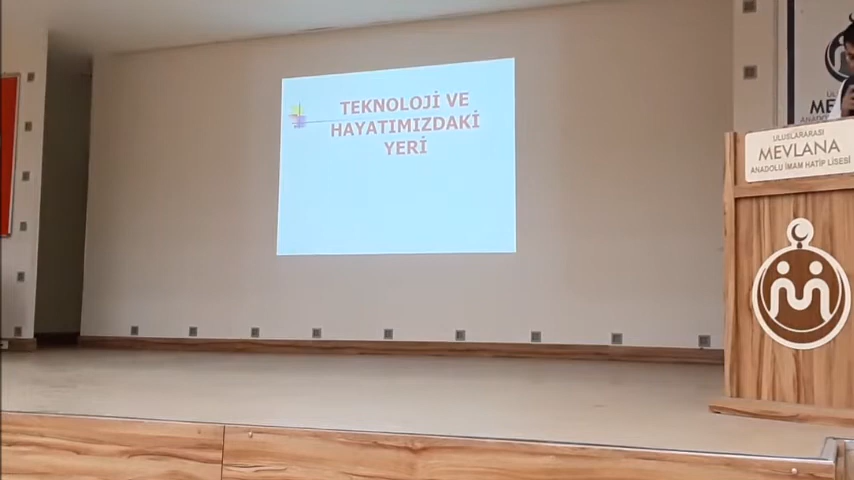 TEKNOLOJİ VE
HAYATIMIZDAKİ
YERİ
ULUSLARARASI
MEVLANA
ANADOLU İMAM HATİP LİSESİ